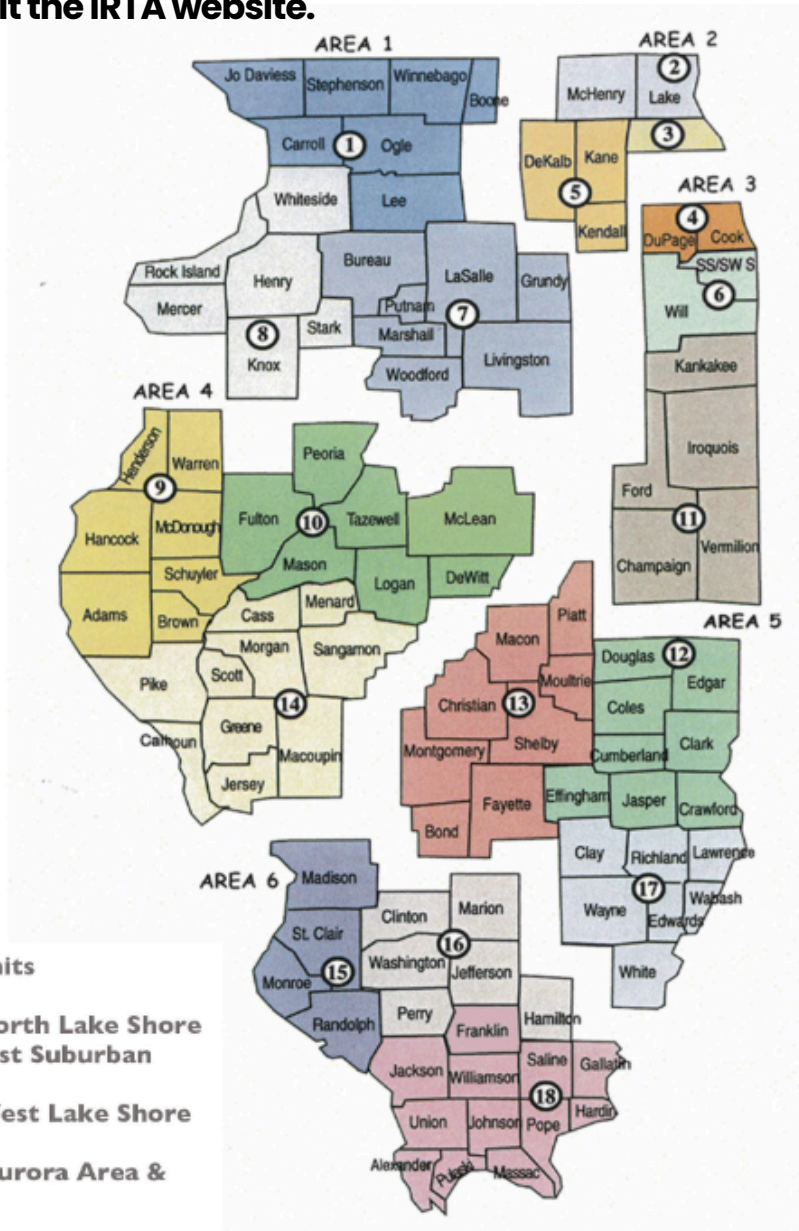 it the IRTA website.
AREA 1
Jo Daviess
Stephenson
Winnebago
Boone
Carroll
1
Ogle
Whiteside
Lee
Rock Island
Henry
Mercer
8
Stark
Knox
Bureau
LaSalle
Grundy
Putnam
7
Marshall
Woodford
Livingston
AREA 2
2
McHenry
Lake
3
DeKalb
Kane
5
Kendall
AREA 3
4
DuPage
Cook
SS/SW S
6
Will
Kankakee
Iroquois
Ford
11
Champaign
Vermilion
AREA 4
Henderson
Warren
9
Hancock
McDonough
Schuyler
Adams
Brown
Peoria
Fulton
10
Tazewell
McLean
Mason
Logan
DeWitt
Cass
Menard
Morgan
Sangamon
Scott
Pike
14
Greene
Calhoun
Macoupin
Jersey
AREA 5
Piatt
Macon
Moultrie
Christian
13
Montgomery
Shelby
Fayette
Bond
Douglas
12
Edgar
Coles
Cumberland
Clark
Effingham
Jasper
Crawford
Clay
Richland
Lawrence
17
Wayne
Edwards
Wabash
White
AREA 6
Madison
St. Clair
15
Monroe
Randolph
Clinton
Marion
16
Washington
Jefferson
Perry
Hamilton
Franklin
Jackson
Williamson
Saline
Gallatin
18
Union
Johnson
Pope
Hardin
Alexander
Pulaski
Massac
nits
orth Lake Shore
st Suburban
est Lake Shore
urora Area &